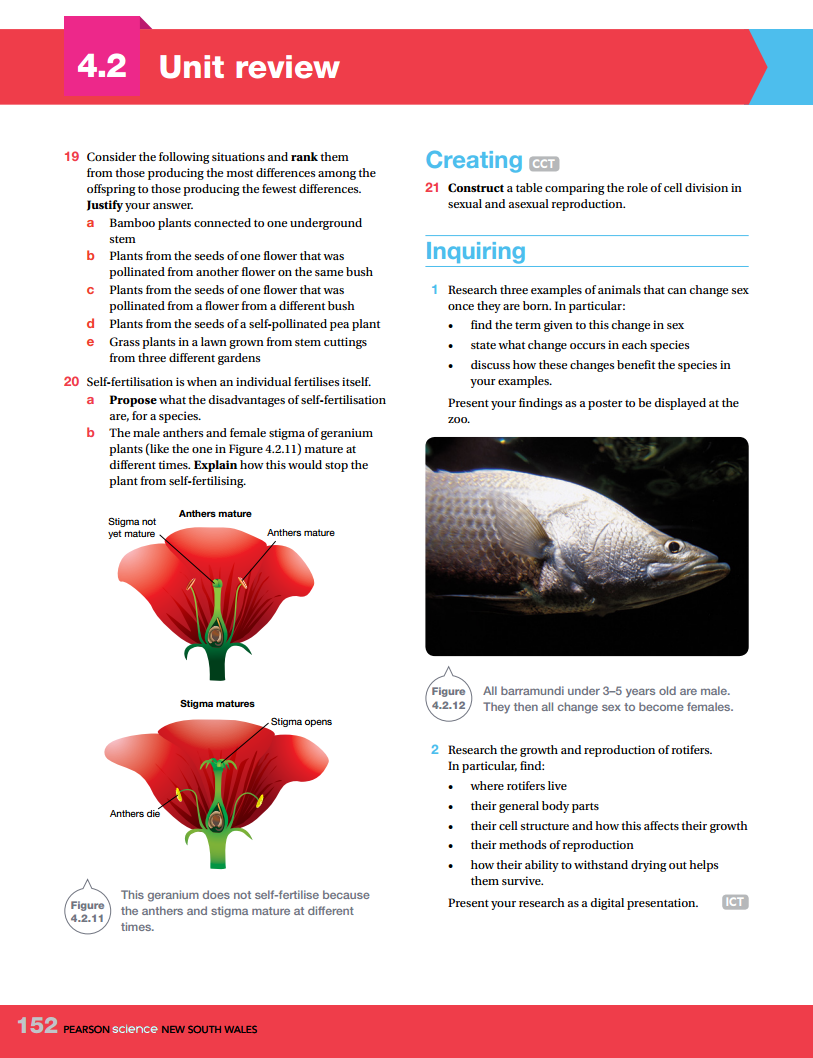 4.2 Unit review
19 Consider the following situations and rank them
from those producing the most differences among the
offspring to those producing the fewest differences.
Justify your answer.
a Bamboo plants connected to one underground
stem
b Plants from the seeds of one flower that was
pollinated from another flower on the same bush
c Plants from the seeds of one flower that was
pollinated from a flower from a different bush
d Plants from the seeds of a self-pollinated pea plant
e Grass plants in a lawn grown from stem cuttings
from three different gardens
20 Self-fertilisation is when an individual fertilises itself.
a Propose what the disadvantages of self-fertilisation
are, for a species.
b The male anthers and female stigma of geranium
plants (like the one in Figure 4.2.11) mature at
different times. Explain how this would stop the
plant from self-fertilising.
Anthers mature
Stigma not
yet mature
Anthers mature
Stigma matures
Stigma opens
Anthers die
Figure
4.2.11
This geranium does not self-fertilise because
the anthers and stigma mature at different
times.
Creating CCT
21 Construct a table comparing the role of cell division in
sexual and asexual reproduction.
Inquiring
1 Research three examples of animals that can change sex
once they are born. In particular:
• find the term given to this change in sex
• state what change occurs in each species
• discuss how these changes benefit the species in
your examples.
Present your findings as a poster to be displayed at the
zoo.
Figure
4.2.12
All barramundi under 3–5 years old are male.
They then all change sex to become females.
2 Research the growth and reproduction of rotifers.
In particular, find:
• where rotifers live
• their general body parts
• their cell structure and how this affects their growth
• their methods of reproduction
• how their ability to withstand drying out helps
them survive.
Present your research as a digital presentation. ICT
152 PEARSON science NEW SOUTH WALES